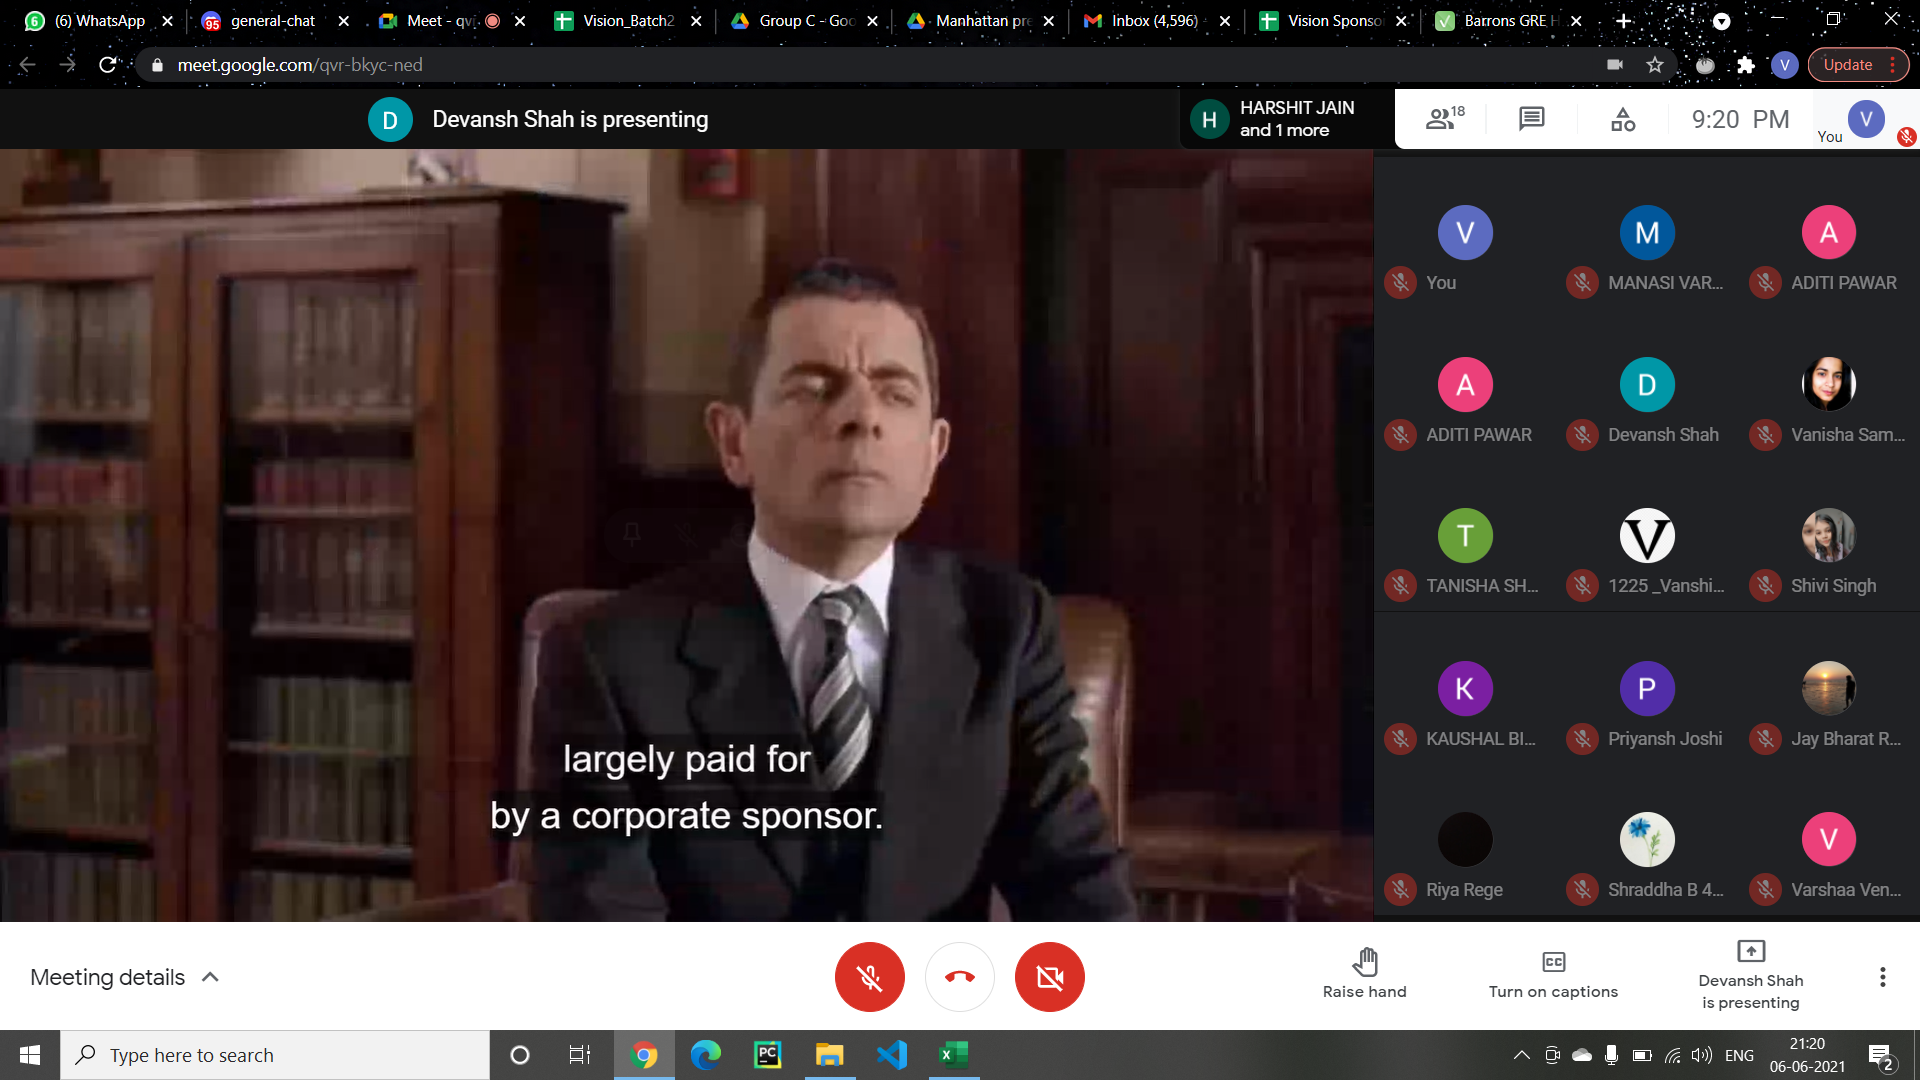 (6) WhatsApp
general-chat
Meet - qv
Vision_Batch2
Group C - Goo
Manhattan pre
Inbox (4,596)
Vision Sponso
Barrons GRE H
6
95
meet.google.com/qvr-bkyc-ned
V
Update
D
Devansh Shah is presenting
H
HARSHIT JAIN
and 1 more
18
9:20 PM
You
V
V
M
A
You
MANASI VAR...
ADITI PAWAR
A
D
ADITI PAWAR
Devansh Shah
Vanisha Sam...
T
V
TANISHA SH...
1225 _Vanshi...
Shivi Singh
K
P
KAUSHAL BI...
Priyansh Joshi
Jay Bharat R...
V
Riya Rege
Shraddha B 4...
Varshaa Ven...
largely paid for
by a corporate sponsor.
Meeting details
Raise hand
CC
Turn on captions
Devansh Shah
is presenting
Type here to search
PC
X
ENG
21:20
06-06-2021
2